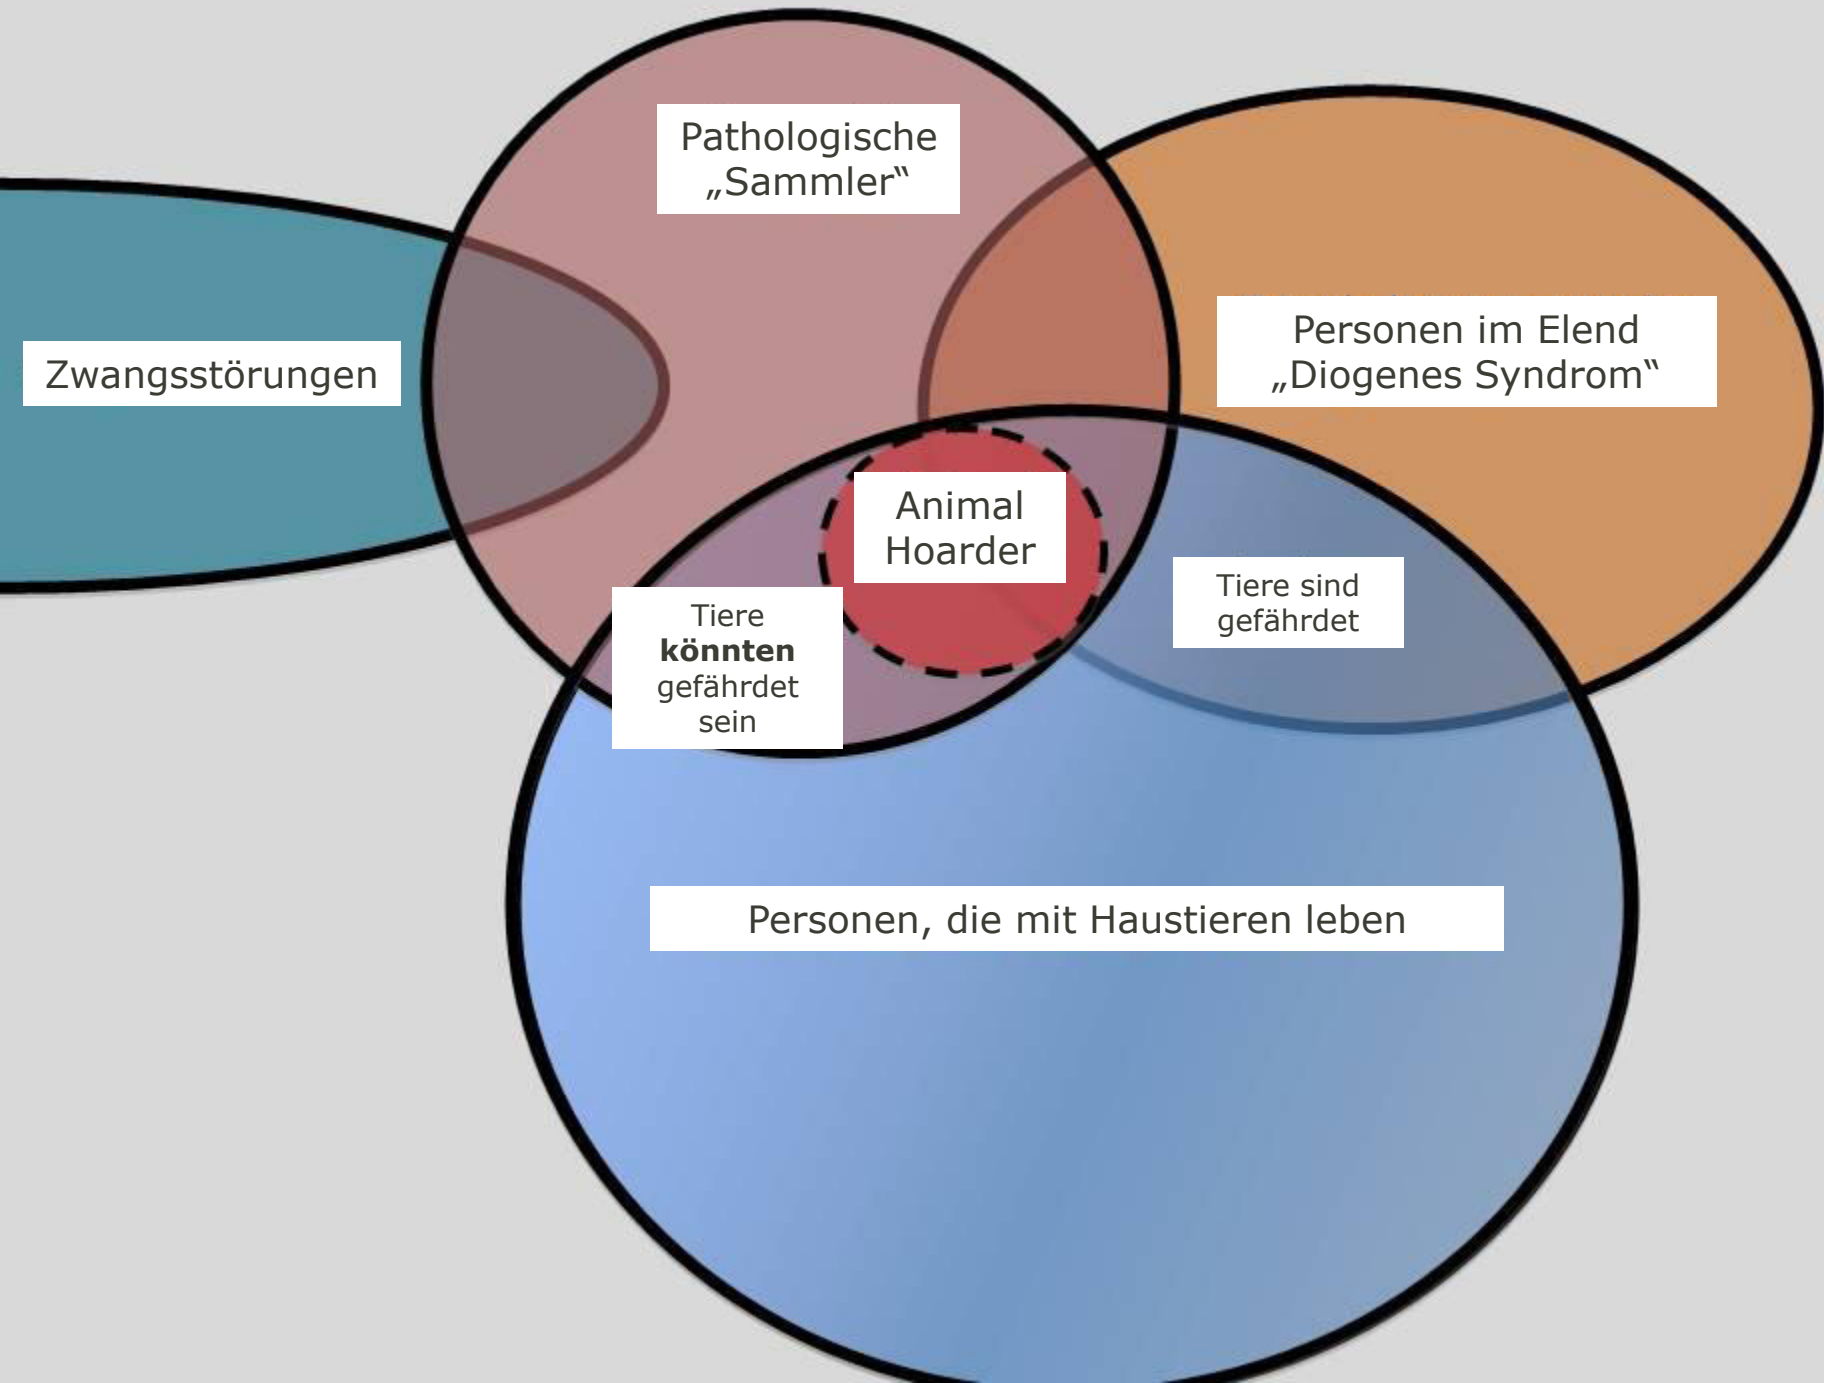 Pathologische
„Sammler“
Zwangsstörungen
Personen im Elend
„Diogenes Syndrom“
Animal
Hoarder
Tiere
könnten
gefährdet
sein
Tiere sind
gefährdet
Personen, die mit Haustieren leben